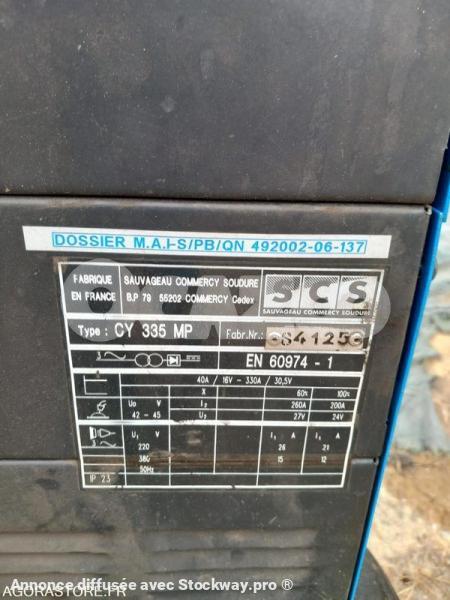 DOSSIER M.A.I-S/PB/QN 492002-06-137
FABRIQUE EN FRANCE
SAUVAGEAU COMMERCY SOUDURE
B.P 79 55202 COMMERCY Cedex
SCS
SAUVAGEAU COMMERCY SOUDURE
Type: CY 335 MP
Fabr.Nr.: 84125
3~
EN 60974 - 1
40A / 16V - 330A / 30,5V
X 60% 100%
Uo V I2 260A 200A
42 - 45 U2 27V 24V
U1 V I1 A I1 A
3~
220 26 21
380 15 12
50Hz
IP 23
Annonce diffusée avec Stockway.pro ®
AGORASTORE.FR